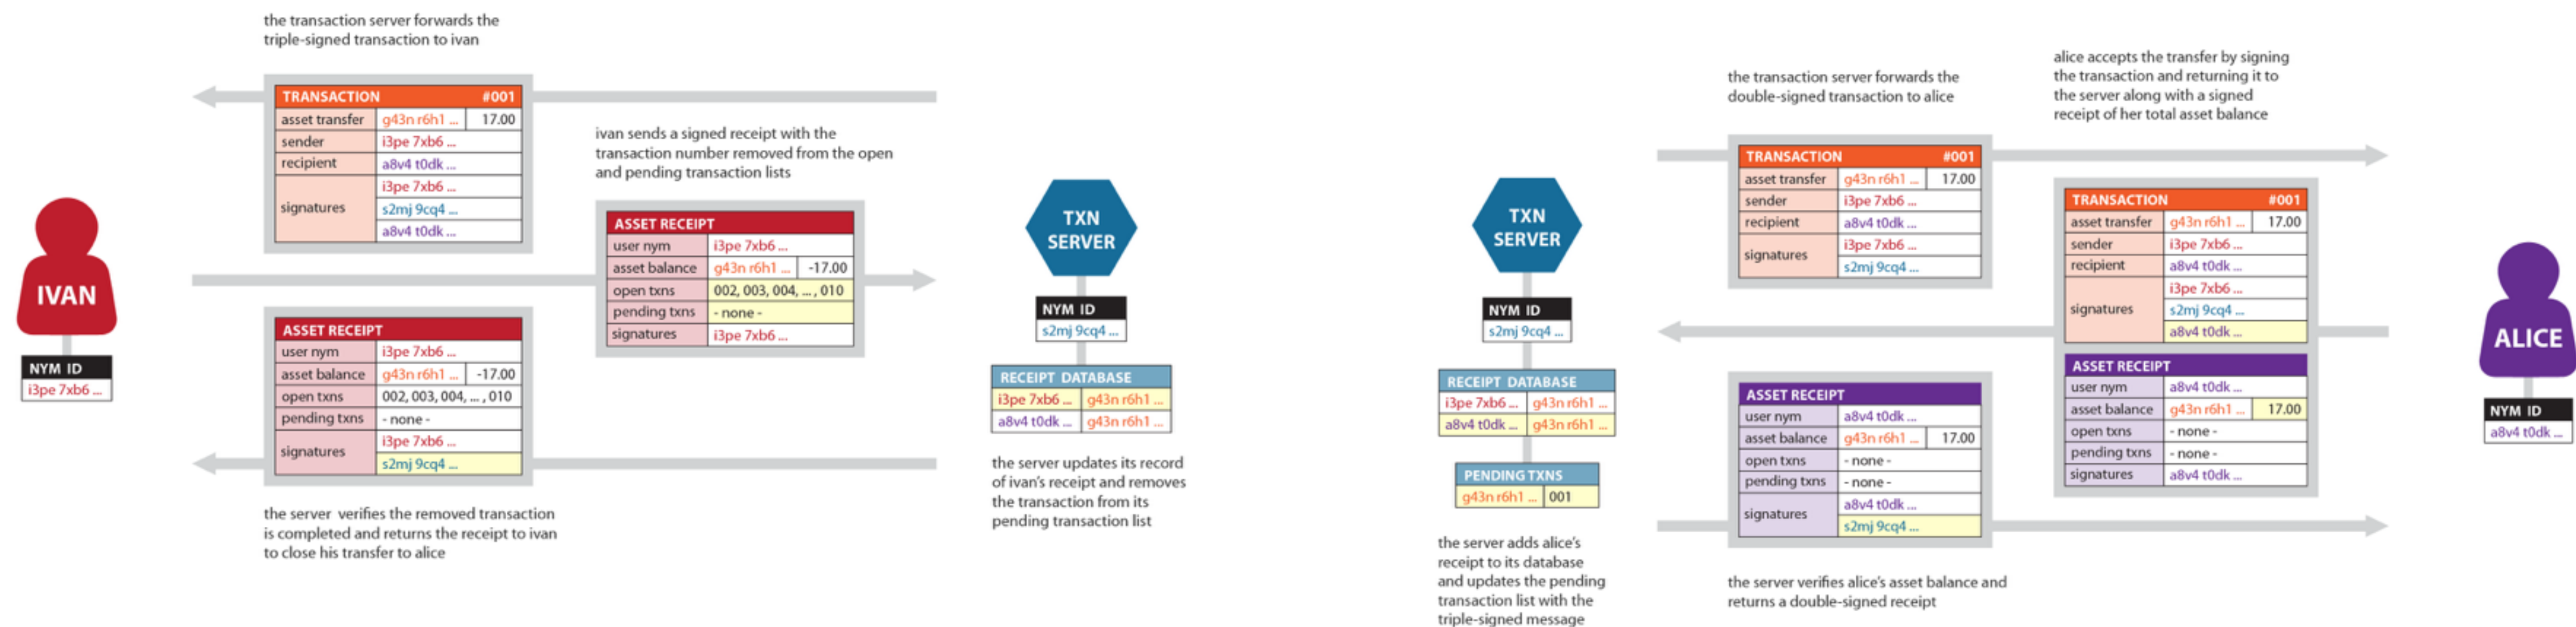 the transaction server forwards the
triple-signed transaction to ivan
TRANSACTION #001
asset transfer g43n r6h1 ... 17.00
sender i3pe 7xb6 ...
recipient a8v4 t0dk ...
signatures
i3pe 7xb6 ...
s2mj 9cq4 ...
a8v4 t0dk ...
ivan sends a signed receipt with the
transaction number removed from the open
and pending transaction lists
ASSET RECEIPT
user nym i3pe 7xb6 ...
asset balance g43n r6h1 ... -17.00
open txns 002, 003, 004, ... , 010
pending txns - none -
signatures i3pe 7xb6 ...
IVAN
NYM ID
i3pe 7xb6 ...
ASSET RECEIPT
user nym i3pe 7xb6 ...
asset balance g43n r6h1 ... -17.00
open txns 002, 003, 004, ... , 010
pending txns - none -
signatures
i3pe 7xb6 ...
s2mj 9cq4 ...
the server verifies the removed transaction
is completed and returns the receipt to ivan
to close his transfer to alice
TXN
SERVER
NYM ID
s2mj 9cq4 ...
RECEIPT DATABASE
i3pe 7xb6 ... g43n r6h1 ...
a8v4 t0dk ... g43n r6h1 ...
the server updates its record
of ivan's receipt and removes
the transaction from its
pending transaction list
TXN
SERVER
NYM ID
s2mj 9cq4 ...
RECEIPT DATABASE
i3pe 7xb6 ... g43n r6h1 ...
a8v4 t0dk ... g43n r6h1 ...
PENDING TXNS
g43n r6h1 ... 001
the server adds alice's
receipt to its database
and updates the pending
transaction list with the
triple-signed message
the transaction server forwards the
double-signed transaction to alice
TRANSACTION #001
asset transfer g43n r6h1 ... 17.00
sender i3pe 7xb6 ...
recipient a8v4 t0dk ...
signatures
i3pe 7xb6 ...
s2mj 9cq4 ...
alice accepts the transfer by signing
the transaction and returning it to
the server along with a signed
receipt of her total asset balance
TRANSACTION #001
asset transfer g43n r6h1 ... 17.00
sender i3pe 7xb6 ...
recipient a8v4 t0dk ...
signatures
i3pe 7xb6 ...
s2mj 9cq4 ...
a8v4 t0dk ...
ASSET RECEIPT
user nym a8v4 t0dk ...
asset balance g43n r6h1 ... 17.00
open txns - none -
pending txns - none -
signatures a8v4 t0dk ...
ASSET RECEIPT
user nym a8v4 t0dk ...
asset balance g43n r6h1 ... 17.00
open txns - none -
pending txns - none -
signatures
a8v4 t0dk ...
s2mj 9cq4 ...
the server verifies alice's asset balance and
returns a double-signed receipt
ALICE
NYM ID
a8v4 t0dk ...